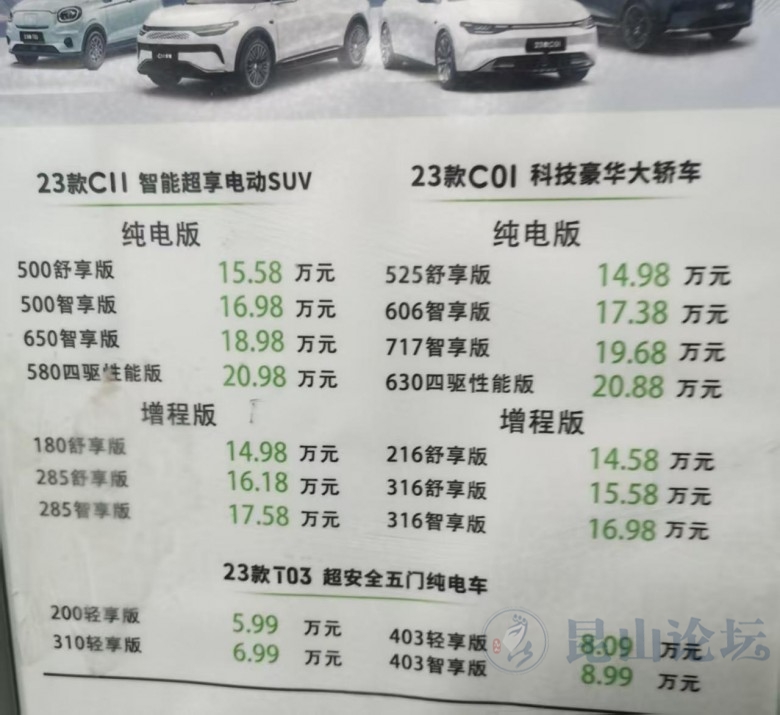 23款C11 智能超享电动SUV
纯电版
500舒享版 15.58 万元
500智享版 16.98 万元
650智享版 18.98 万元
580四驱性能版 20.98 万元
增程版
180舒享版 14.98 万元
285舒享版 16.18 万元
285智享版 17.58 万元
23款C01 科技豪华大轿车
纯电版
525舒享版 14.98 万元
606智享版 17.38 万元
717智享版 19.68 万元
630四驱性能版 20.88 万元
增程版
216舒享版 14.58 万元
316舒享版 15.58 万元
316智享版 16.98 万元
23款T03 超安全五门纯电车
200轻享版 5.99 万元
310轻享版 6.99 万元
403轻享版 8.09 万元
403智享版 8.99 万元
昆山论坛